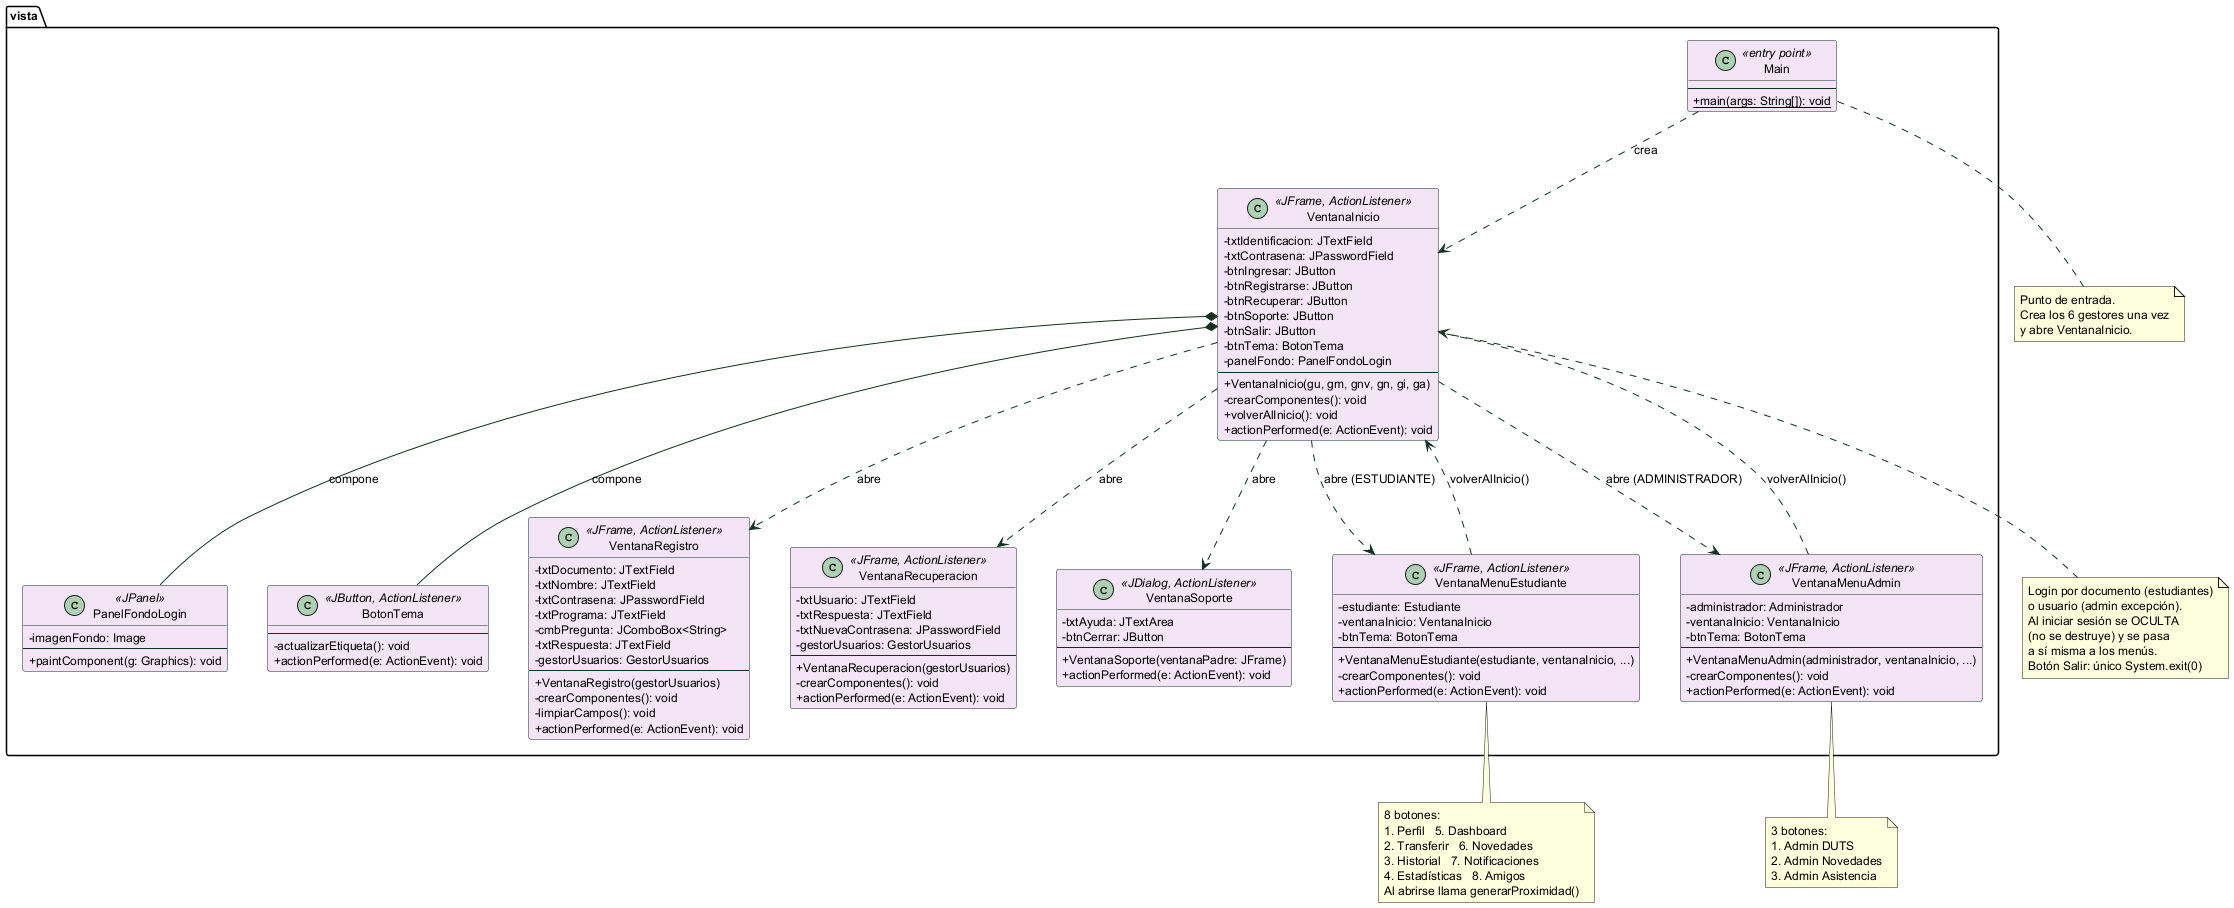 vista
«entry point»
Main
+main(args: String[]): void
crea
«JFrame, ActionListener»
VentanaInicio
-txtIdentificacion: JTextField
-txtContrasena: JPasswordField
-btnIngresar: JButton
-btnRegistrarse: JButton
-btnRecuperar: JButton
-btnSoporte: JButton
-btnSalir: JButton
-btnTema: BotonTema
-panelFondo: PanelFondoLogin
+VentanaInicio(gu, gm, gnv, gn, gi, ga)
-crearComponentes(): void
+volverAlInicio(): void
+actionPerformed(e: ActionEvent): void
Punto de entrada.
Crea los 6 gestores una vez
y abre VentanaInicio.
compone
compone
abre
abre
abre
abre (ESTUDIANTE)
volverAlInicio()
abre (ADMINISTRADOR)
volverAlInicio()
«JPanel»
PanelFondoLogin
-imagenFondo: Image
+paintComponent(g: Graphics): void
«JButton, ActionListener»
BotonTema
-actualizarEtiqueta(): void
+actionPerformed(e: ActionEvent): void
«JFrame, ActionListener»
VentanaRegistro
-txtDocumento: JTextField
-txtNombre: JTextField
-txtContrasena: JPasswordField
-txtPrograma: JTextField
-cmbPregunta: JComboBox<String>
-txtRespuesta: JTextField
-gestorUsuarios: GestorUsuarios
+VentanaRegistro(gestorUsuarios)
-crearComponentes(): void
-limpiarCampos(): void
+actionPerformed(e: ActionEvent): void
«JFrame, ActionListener»
VentanaRecuperacion
-txtUsuario: JTextField
-txtRespuesta: JTextField
-txtNuevaContrasena: JPasswordField
-gestorUsuarios: GestorUsuarios
+VentanaRecuperacion(gestorUsuarios)
-crearComponentes(): void
+actionPerformed(e: ActionEvent): void
«JDialog, ActionListener»
VentanaSoporte
-txtAyuda: JTextArea
-btnCerrar: JButton
+VentanaSoporte(ventanaPadre: JFrame)
+actionPerformed(e: ActionEvent): void
«JFrame, ActionListener»
VentanaMenuEstudiante
-estudiante: Estudiante
-ventanaInicio: VentanaInicio
-btnTema: BotonTema
+VentanaMenuEstudiante(estudiante, ventanaInicio, ...)
-crearComponentes(): void
+actionPerformed(e: ActionEvent): void
«JFrame, ActionListener»
VentanaMenuAdmin
-administrador: Administrador
-ventanaInicio: VentanaInicio
-btnTema: BotonTema
+VentanaMenuAdmin(administrador, ventanaInicio, ...)
-crearComponentes(): void
+actionPerformed(e: ActionEvent): void
Login por documento (estudiantes)
o usuario (admin excepción).
Al iniciar sesión se OCULTA
(no se destruye) y se pasa
a sí misma a los menús.
Botón Salir: único System.exit(0)
8 botones:
1. Perfil   5. Dashboard
2. Transferir   6. Novedades
3. Historial   7. Notificaciones
4. Estadísticas   8. Amigos
Al abrirse llama generarProximidad()
3 botones:
1. Admin DUTS
2. Admin Novedades
3. Admin Asistencia